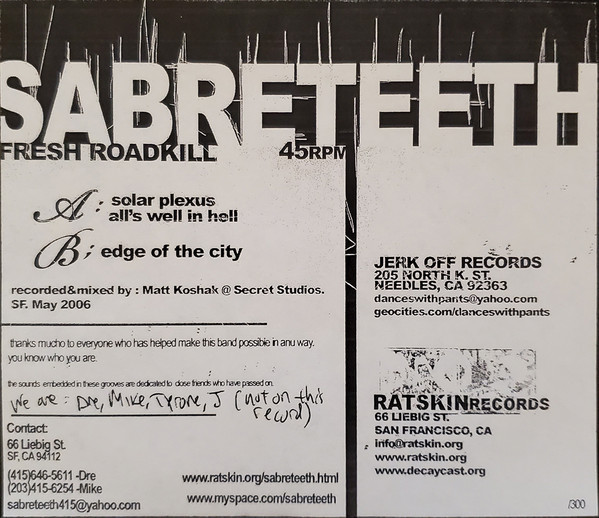 SABRETEETH
FRESH ROADKILL 45RPM
A: solar plexus
all's well in hell
B; edge of the city
recorded&mixed by : Matt Koshak @ Secret Studios.
SF. May 2006
thanks mucho to everyone who has helped make this band possible in anu way.
you know who you are.
the sounds embedded in these grooves are dedicated to close friends who have passed on.
We are: Dre, Mike, Tyrone, J (not on this
record)
Contact:
66 Liebig St.
SF, CA 94112
(415)646-5611 -Dre
(203)415-6254 -Mike
sabreteeth415@yahoo.com
www.ratskin.org/sabreteeth.html
www.myspace.com/sabreteeth
JERK OFF RECORDS
205 NORTH K. ST.
NEEDLES, CA 92363
danceswithpants@yahoo.com
geocities.com/danceswithpants
RATSKINRECORDS
66 LIEBIG ST.
SAN FRANCISCO, CA
info@ratskin.org
www.ratskin.org
www.decaycast.org
/300